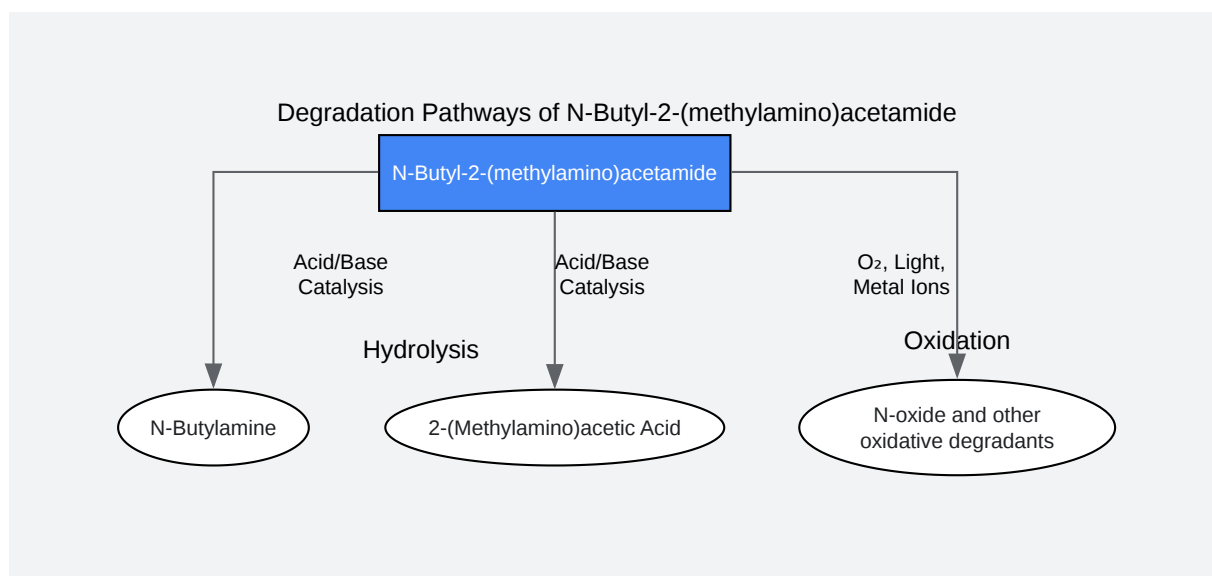 Degradation Pathways of N-Butyl-2-(methylamino)acetamide
N-Butyl-2-(methylamino)acetamide
Acid/Base
Catalysis
Acid/Base
Catalysis
O₂, Light,
Metal Ions
Hydrolysis
Oxidation
N-Butylamine
2-(Methylamino)acetic Acid
N-oxide and other
oxidative degradants